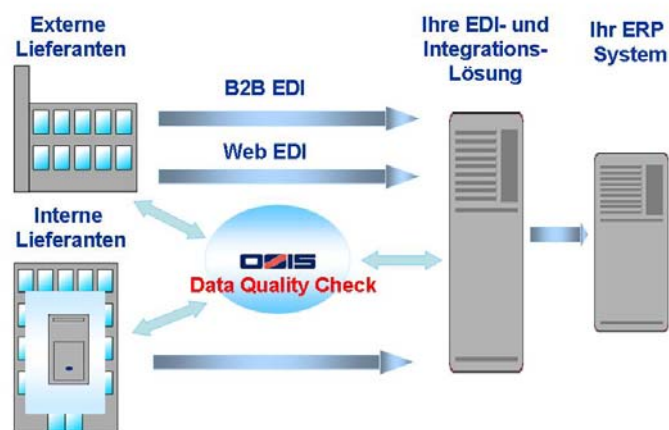 Externe
Lieferanten
Ihre EDI- und
Integrations-
Lösung
Ihr ERP
System
B2B EDI
Web EDI
Interne
Lieferanten
OSIS
Data Quality Check